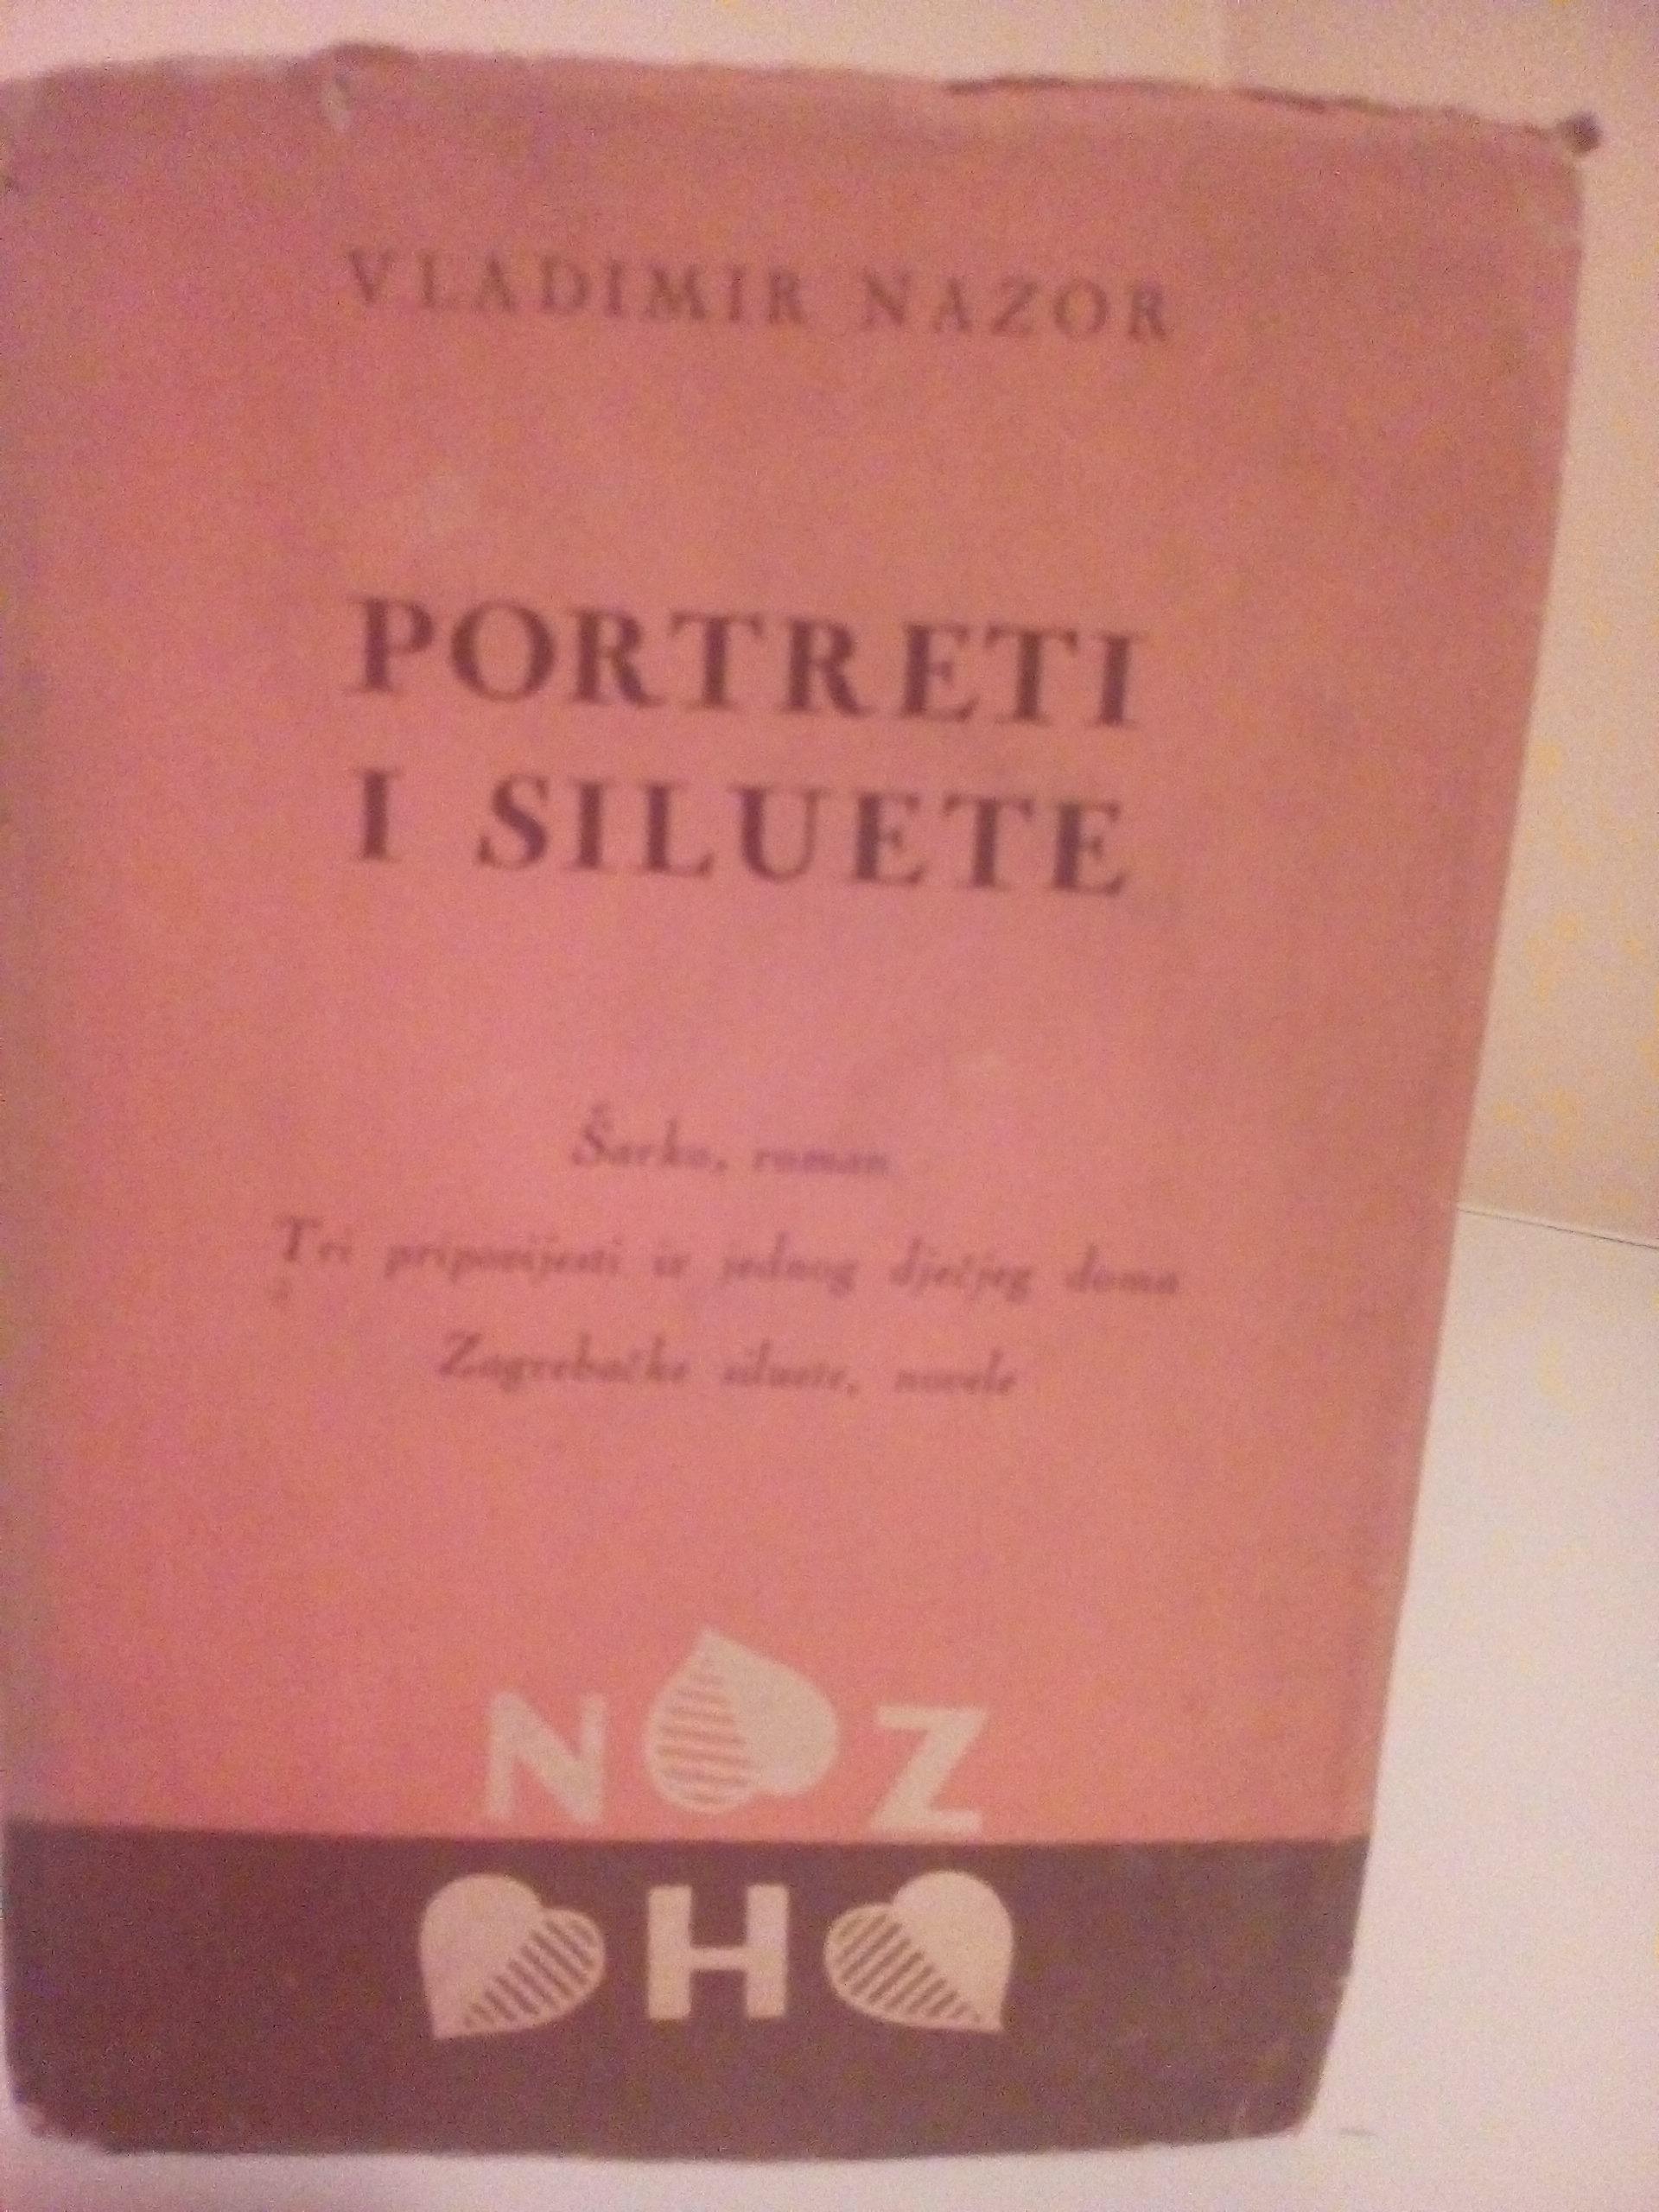 VLADIMIR NAZOR
PORTRETI
I SILUETE
Šarko, roman
Tri pripovijesti iz jednog dječjeg doma
Zagrebačke siluete, novele
N Z
H